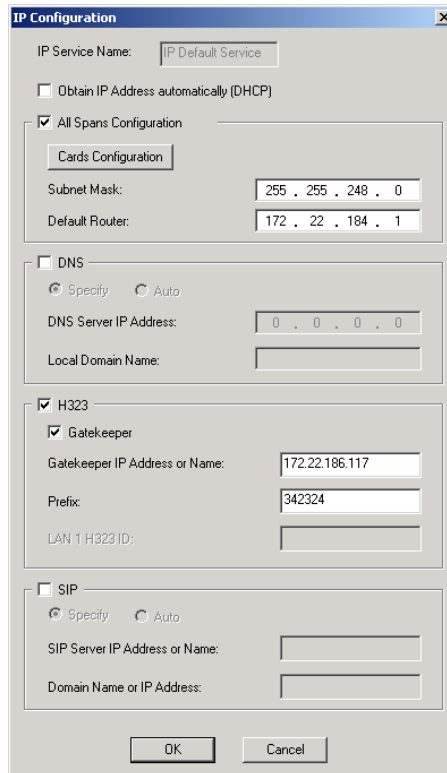 IP Configuration
IP Service Name: IP Default Service
Obtain IP Address automatically (DHCP)
All Spans Configuration
Cards Configuration
Subnet Mask: 255 . 255 . 248 . 0
Default Router: 172 . 22 . 184 . 1
DNS
Specify Auto
DNS Server IP Address: 0 . 0 . 0 . 0
Local Domain Name:
H323
Gatekeeper
Gatekeeper IP Address or Name: 172.22.186.117
Prefix: 342324
LAN 1 H323 ID:
SIP
Specify Auto
SIP Server IP Address or Name:
Domain Name or IP Address:
OK Cancel